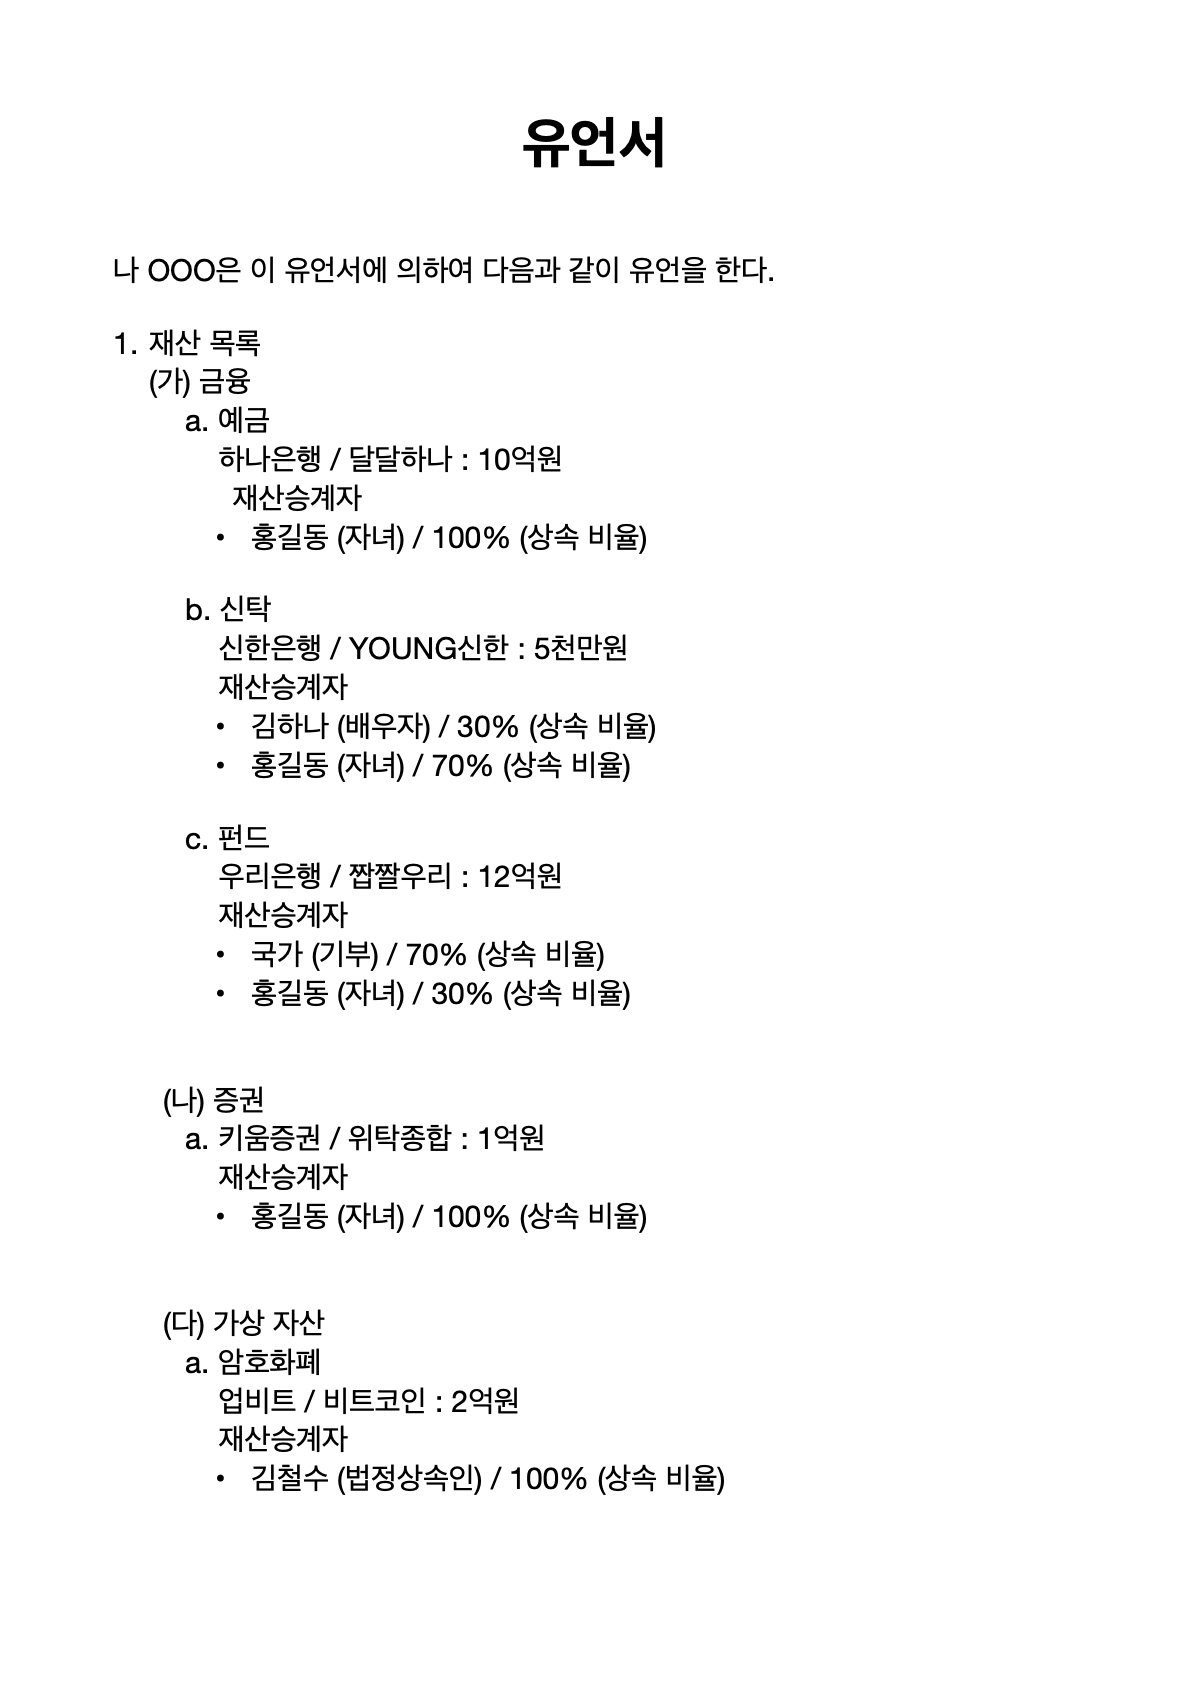 유언서
나 OOO은 이 유언서에 의하여 다음과 같이 유언을 한다.
1. 재산 목록
(가) 금융
a. 예금
하나은행 / 달달하나 : 10억원
재산승계자
• 홍길동 (자녀) / 100% (상속 비율)
b. 신탁
신한은행 / YOUNG신한 : 5천만원
재산승계자
• 김하나 (배우자) / 30% (상속 비율)
• 홍길동 (자녀) / 70% (상속 비율)
c. 펀드
우리은행 / 짭짤우리 : 12억원
재산승계자
• 국가 (기부) / 70% (상속 비율)
• 홍길동 (자녀) / 30% (상속 비율)
(나) 증권
a. 키움증권 / 위탁종합 : 1억원
재산승계자
• 홍길동 (자녀) / 100% (상속 비율)
(다) 가상 자산
a. 암호화폐
업비트 / 비트코인 : 2억원
재산승계자
• 김철수 (법정상속인) / 100% (상속 비율)